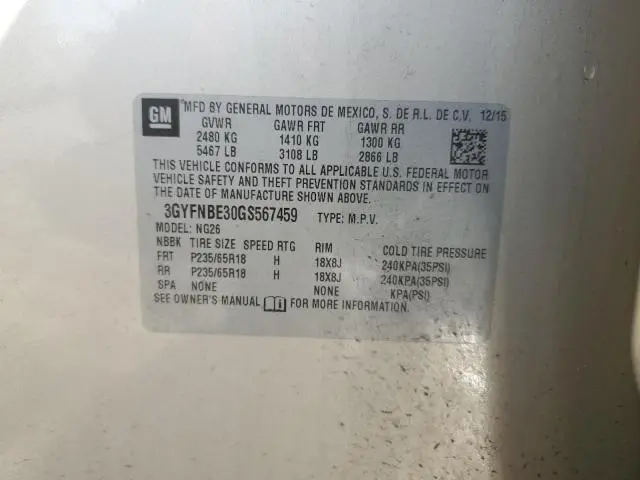 GM
MFD BY GENERAL MOTORS DE MEXICO, S. DE R.L. DE C.V. 12/15
GVWR GAWR FRT GAWR RR
2480 KG 1410 KG 1300 KG
5467 LB 3108 LB 2866 LB
THIS VEHICLE CONFORMS TO ALL APPLICABLE U.S. FEDERAL MOTOR
VEHICLE SAFETY AND THEFT PREVENTION STANDARDS IN EFFECT ON
THE DATE OF MANUFACTURE SHOWN ABOVE.
3GYFNBE30GS567459 TYPE: M.P.V.
MODEL: NG26
NBBK TIRE SIZE SPEED RTG RIM COLD TIRE PRESSURE
FRT P235/65R18 H 18X8J 240KPA(35PSI)
RR P235/65R18 H 18X8J 240KPA(35PSI)
SPA NONE NONE KPA(PSI)
SEE OWNER'S MANUAL FOR MORE INFORMATION.